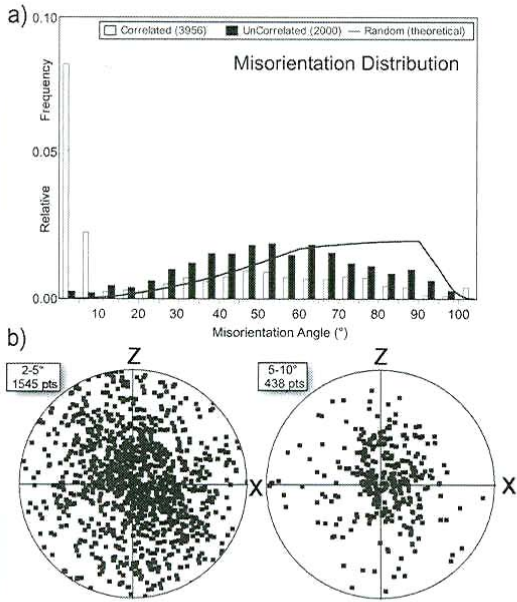 a)
0.10
Correlated (3956) UnCorrelated (2000) Random (theoretical)
Misorientation Distribution
Frequency
0.05
Relative
0.00
10 20 30 40 50 60 70 80 90 100
Misorientation Angle (°)
b)
2-5°
1545 pts
Z
X
5-10°
438 pts
Z
X